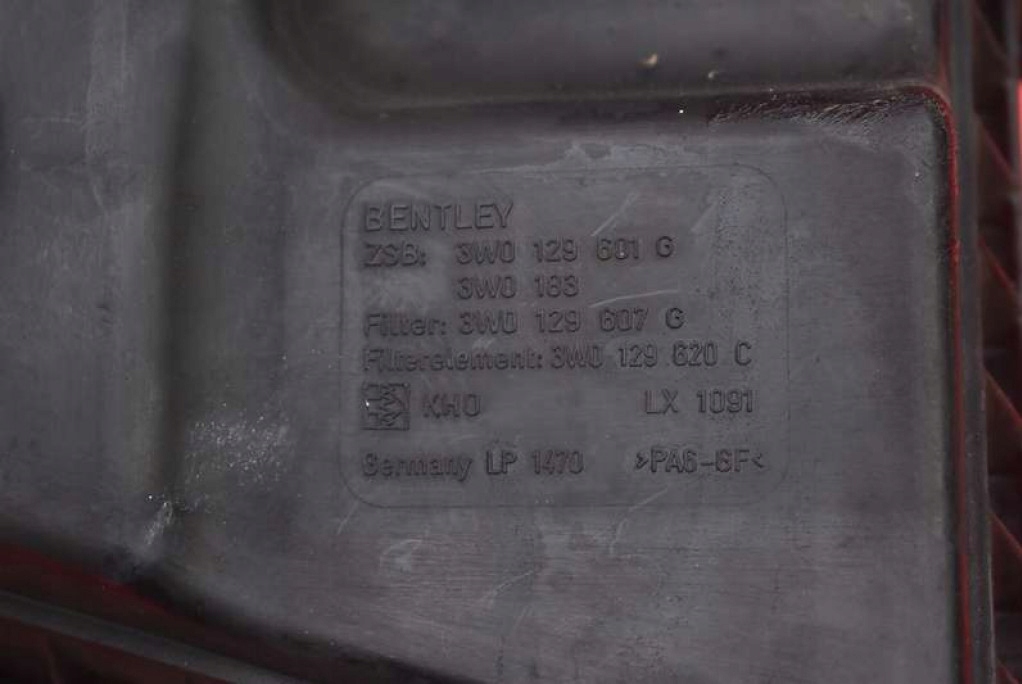 BENTLEY
ZSB: 3W0 129 601 G
3W0 183
Filter: 3W0 129 607 G
Filterelement: 3W0 129 620 C
KHO LX 1091
Germany LP 1470 >PA6-GF<